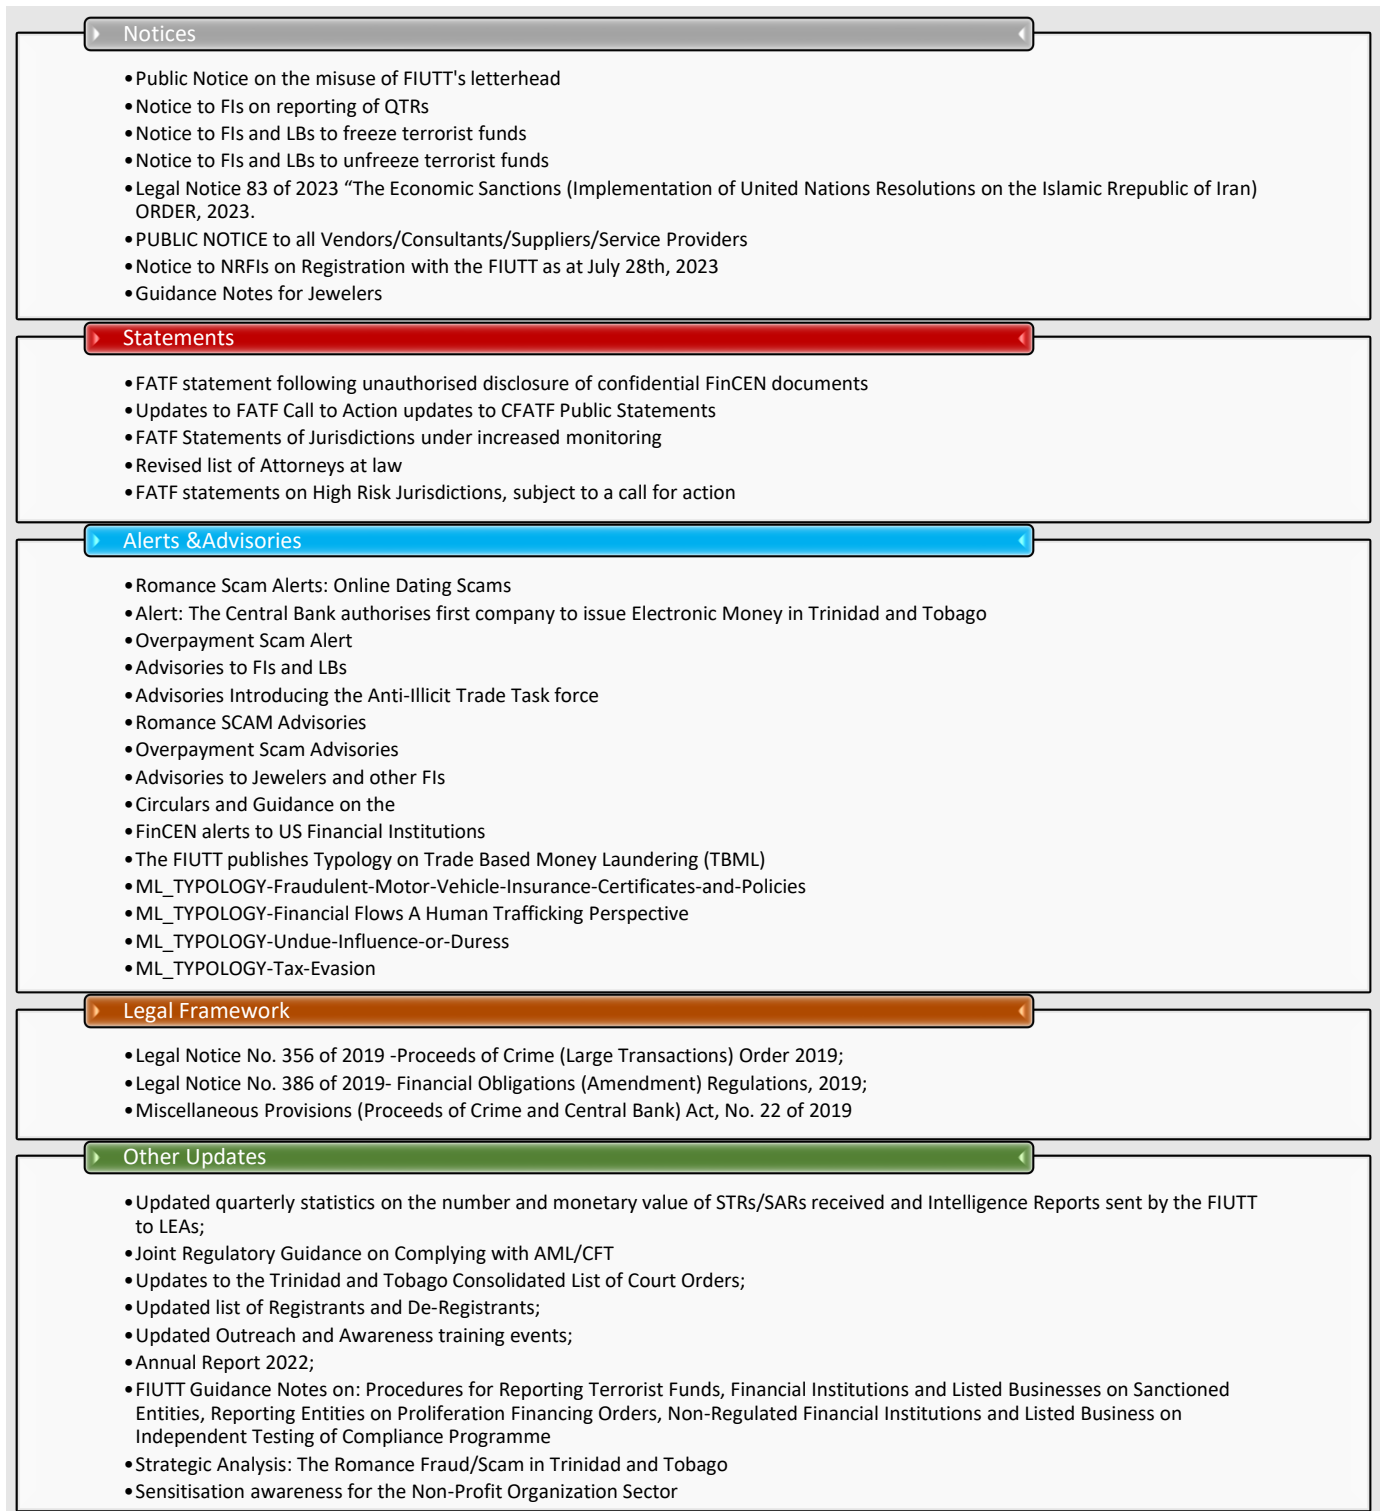 Notices
•Public Notice on the misuse of FIUTT's letterhead
•Notice to FIs on reporting of QTRs
•Notice to FIs and LBs to freeze terrorist funds
•Notice to FIs and LBs to unfreeze terrorist funds
•Legal Notice 83 of 2023 “The Economic Sanctions (Implementation of United Nations Resolutions on the Islamic Rrepublic of Iran)
ORDER, 2023.
•PUBLIC NOTICE to all Vendors/Consultants/Suppliers/Service Providers
•Notice to NRFIs on Registration with the FIUTT as at July 28th, 2023
•Guidance Notes for Jewelers
Statements
•FATF statement following unauthorised disclosure of confidential FinCEN documents
•Updates to FATF Call to Action updates to CFATF Public Statements
•FATF Statements of Jurisdictions under increased monitoring
•Revised list of Attorneys at law
•FATF statements on High Risk Jurisdictions, subject to a call for action
Alerts &Advisories
•Romance Scam Alerts: Online Dating Scams
•Alert: The Central Bank authorises first company to issue Electronic Money in Trinidad and Tobago
•Overpayment Scam Alert
•Advisories to FIs and LBs
•Advisories Introducing the Anti-Illicit Trade Task force
•Romance SCAM Advisories
•Overpayment Scam Advisories
•Advisories to Jewelers and other FIs
•Circulars and Guidance on the
•FinCEN alerts to US Financial Institutions
•The FIUTT publishes Typology on Trade Based Money Laundering (TBML)
•ML_TYPOLOGY-Fraudulent-Motor-Vehicle-Insurance-Certificates-and-Policies
•ML_TYPOLOGY-Financial Flows A Human Trafficking Perspective
•ML_TYPOLOGY-Undue-Influence-or-Duress
•ML_TYPOLOGY-Tax-Evasion
Legal Framework
•Legal Notice No. 356 of 2019 -Proceeds of Crime (Large Transactions) Order 2019;
•Legal Notice No. 386 of 2019- Financial Obligations (Amendment) Regulations, 2019;
•Miscellaneous Provisions (Proceeds of Crime and Central Bank) Act, No. 22 of 2019
Other Updates
•Updated quarterly statistics on the number and monetary value of STRs/SARs received and Intelligence Reports sent by the FIUTT
to LEAs;
•Joint Regulatory Guidance on Complying with AML/CFT
•Updates to the Trinidad and Tobago Consolidated List of Court Orders;
•Updated list of Registrants and De-Registrants;
•Updated Outreach and Awareness training events;
•Annual Report 2022;
•FIUTT Guidance Notes on: Procedures for Reporting Terrorist Funds, Financial Institutions and Listed Businesses on Sanctioned
Entities, Reporting Entities on Proliferation Financing Orders, Non-Regulated Financial Institutions and Listed Business on
Independent Testing of Compliance Programme
•Strategic Analysis: The Romance Fraud/Scam in Trinidad and Tobago
•Sensitisation awareness for the Non-Profit Organization Sector